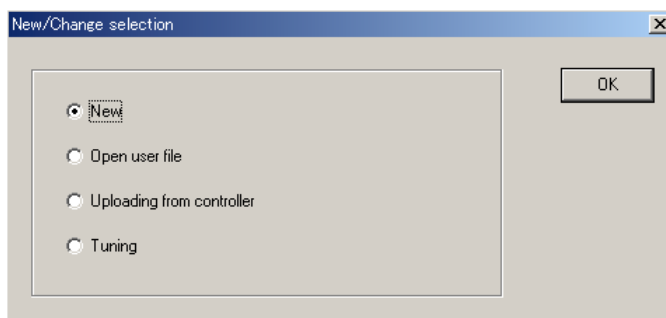 New/Change selection
OK
New
Open user file
Uploading from controller
Tuning